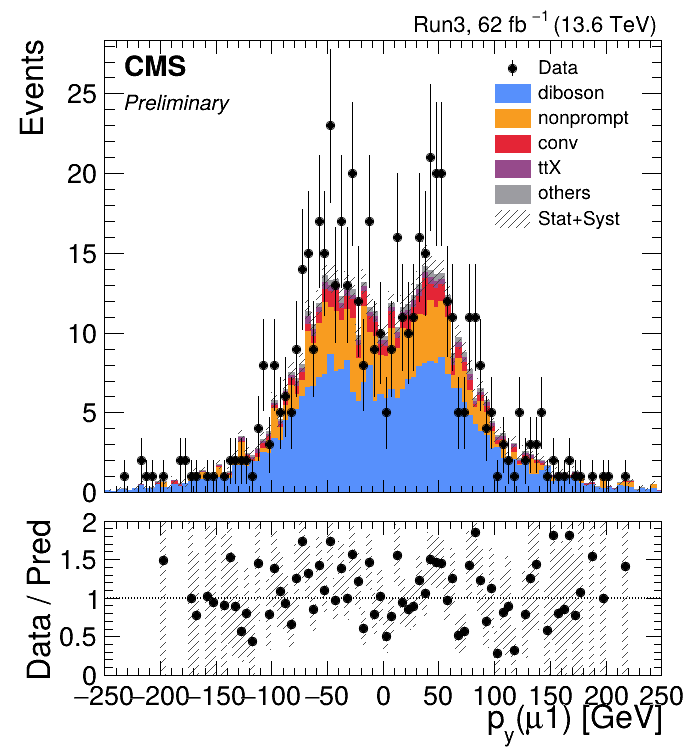 Run3, 62 fb⁻¹ (13.6 TeV)
CMS
Preliminary
Events
Data
diboson
nonprompt
conv
ttX
others
Stat+Syst
25
20
15
10
5
0
Data / Pred
2
1.5
1
0.5
0
−250 −200 −150 −100 −50 0 50 100 150 200 250
p_y(μ1) [GeV]